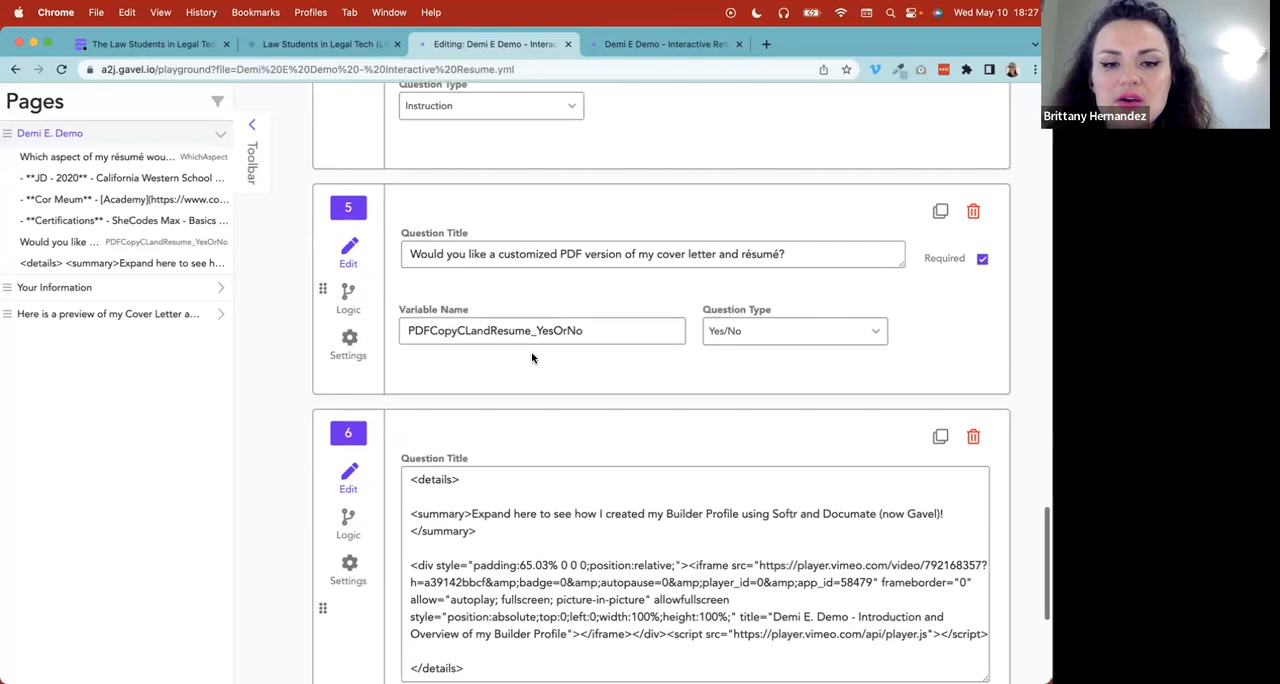 Chrome File Edit View History Bookmarks Profiles Tab Window Help Wed May 10 18:27
The Law Students in Legal Tec Law Students in Legal Tech (L Editing: Demi E Demo - Interac Demi E Demo - Interactive Re
a2j.gavel.io/playground?file=Demi%20E%20Demo%20-%20Interactive%20Resume.yml
Brittany Hernandez
Pages
Demi E. Demo
Which aspect of my résumé wou... WhichAspect
- **JD - 2020** - California Western School ...
- **Cor Meum** - [Academy](https://www.co...
- **Certifications** - SheCodes Max - Basics ...
Would you like ... PDFCopyCLandResume_YesOrNo
<details> <summary>Expand here to see h...
Your Information
Here is a preview of my Cover Letter a...
Toolbar
Question Type
Instruction
5
Edit
Logic
Settings
Question Title
Would you like a customized PDF version of my cover letter and résumé?
Required
Variable Name
PDFCopyCLandResume_YesOrNo
Question Type
Yes/No
6
Edit
Logic
Settings
Question Title
<details>
<summary>Expand here to see how I created my Builder Profile using Softr and Documate (now Gavel)!
</summary>
<div style="padding:65.03% 0 0 0;position:relative;"><iframe src="https://player.vimeo.com/video/792168357?
h=a39142bbcf&amp;badge=0&amp;autopause=0&amp;player_id=0&amp;app_id=58479" frameborder="0"
allow="autoplay; fullscreen; picture-in-picture" allowfullscreen
style="position:absolute;top:0;left:0;width:100%;height:100%;" title="Demi E. Demo - Introduction and
Overview of my Builder Profile"></iframe></div><script src="https://player.vimeo.com/api/player.js"></script>
</details>